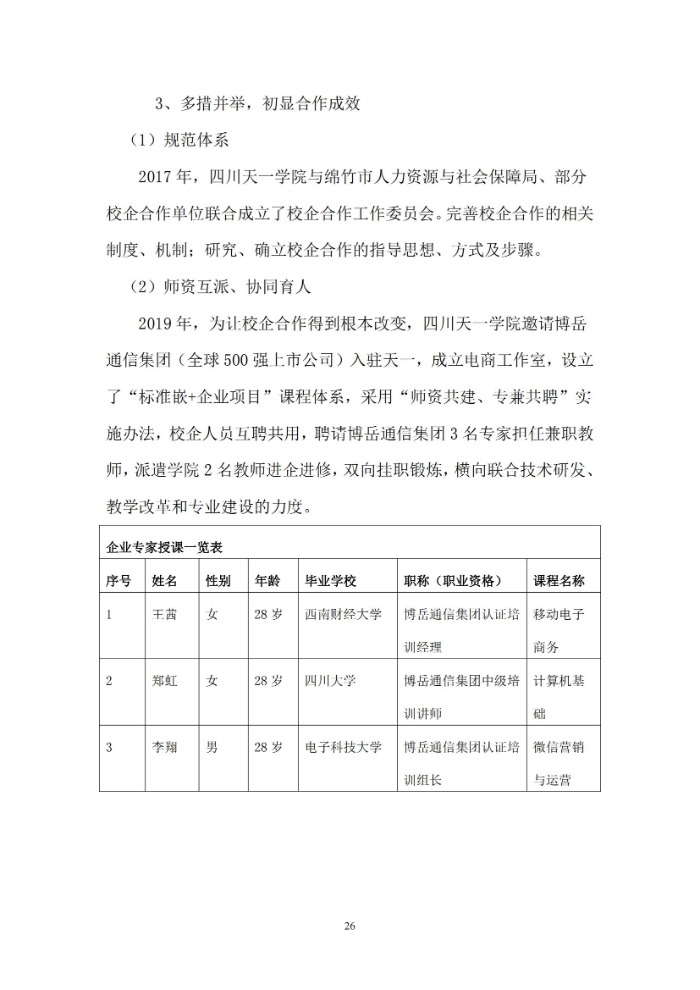 3、多措并举，初显合作成效
（1）规范体系
2017 年，四川天一学院与绵竹市人力资源与社会保障局、部分
校企合作单位联合成立了校企合作工作委员会。完善校企合作的相关
制度、机制；研究、确立校企合作的指导思想、方式及步骤。
（2）师资互派、协同育人
2019 年，为让校企合作得到根本改变，四川天一学院邀请博岳
通信集团（全球 500 强上市公司）入驻天一，成立电商工作室，设立
了“标准嵌+企业项目”课程体系，采用“师资共建、专兼共聘”实
施办法，校企人员互聘共用，聘请博岳通信集团 3 名专家担任兼职教
师，派遣学院 2 名教师进企进修，双向挂职锻炼，横向联合技术研发、
教学改革和专业建设的力度。
企业专家授课一览表
序号 姓名 性别 年龄 毕业学校 职称（职业资格） 课程名称
1 王茜 女 28 岁 西南财经大学 博岳通信集团认证培 移动电子
训经理 商务
2 郑虹 女 28 岁 四川大学 博岳通信集团中级培 计算机基
训讲师 础
3 李翔 男 28 岁 电子科技大学 博岳通信集团认证培 微信营销
训组长 与运营
26